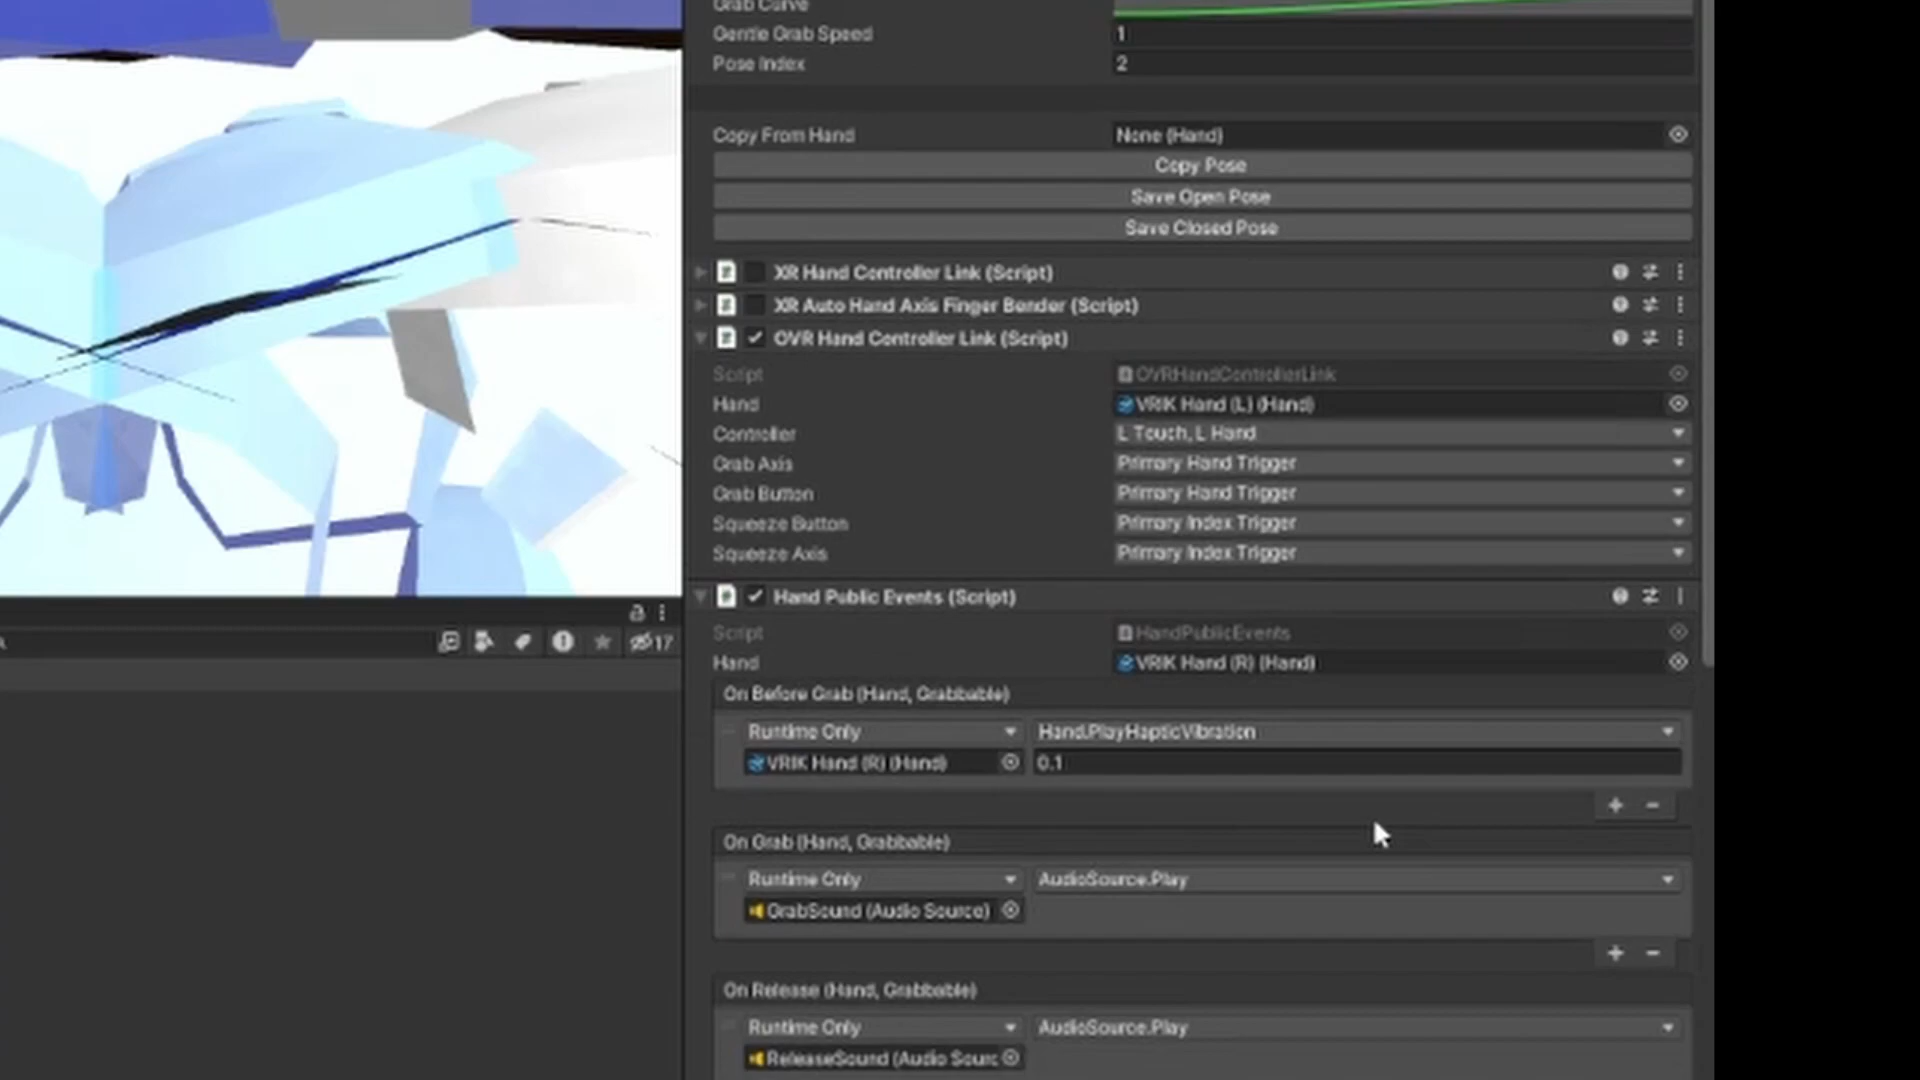 Grab Curve
Gentle Grab Speed 1
Pose Index 2
Copy From Hand None (Hand)
Copy Pose
Save Open Pose
Save Closed Pose
XR Hand Controller Link (Script)
XR Auto Hand Axis Finger Bender (Script)
OVR Hand Controller Link (Script)
Script OVRHandControllerLink
Hand VRIK Hand (L) (Hand)
Controller L Touch, L Hand
Grab Axis Primary Hand Trigger
Grab Button Primary Hand Trigger
Squeeze Button Primary Index Trigger
Squeeze Axis Primary Index Trigger
Hand Public Events (Script)
17
Script HandPublicEvents
Hand VRIK Hand (R) (Hand)
On Before Grab (Hand, Grabbable)
Runtime Only Hand.PlayHapticVibration
VRIK Hand (R) (Hand) 0.1
On Grab (Hand, Grabbable)
Runtime Only AudioSource.Play
GrabSound (Audio Source)
On Release (Hand, Grabbable)
Runtime Only AudioSource.Play
ReleaseSound (Audio Sourc